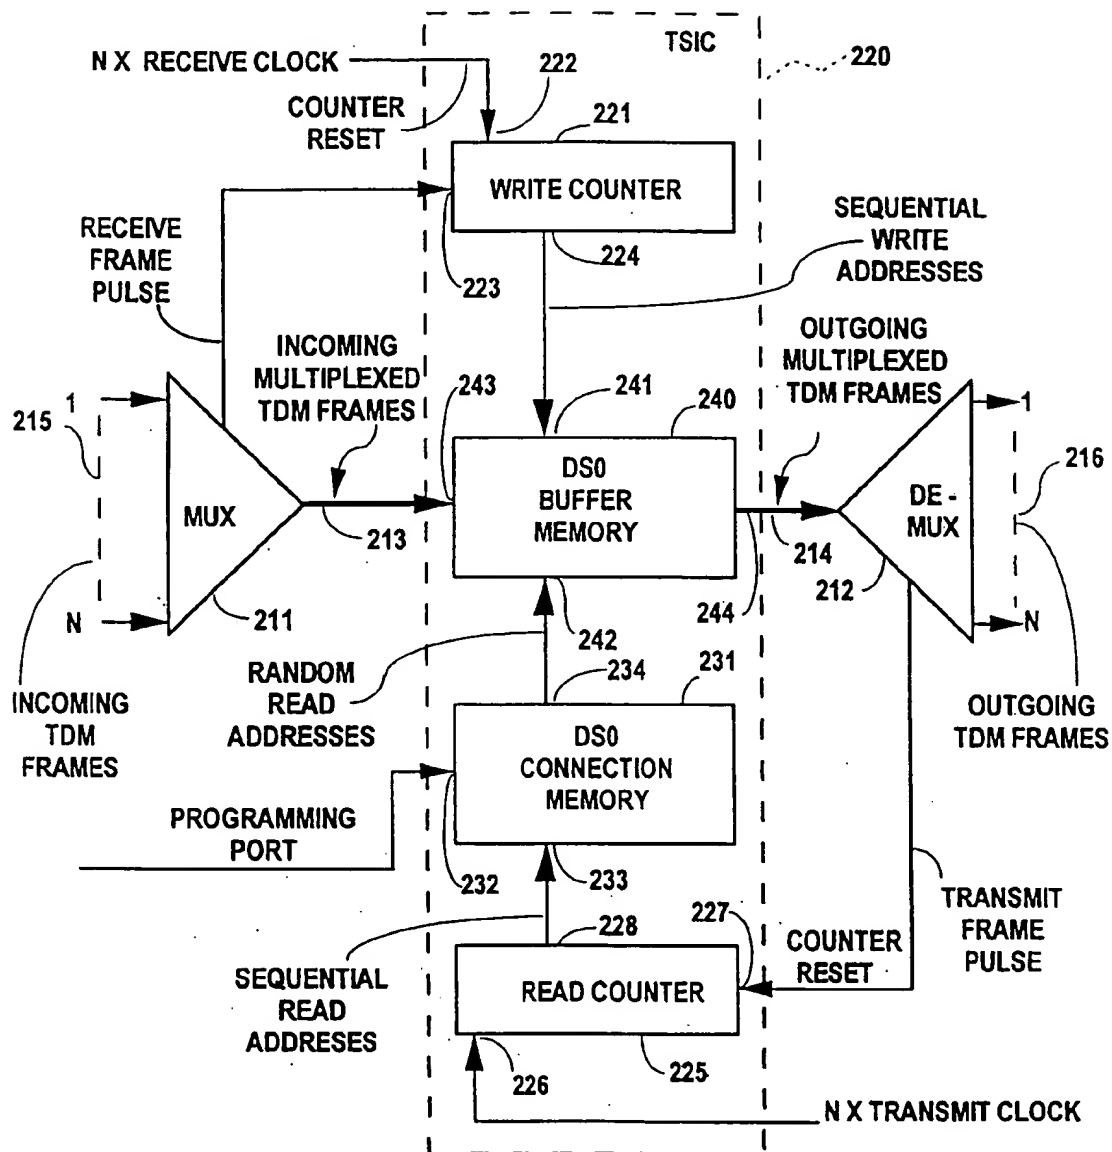 TSIC
N X RECEIVE CLOCK
222
220
COUNTER
RESET
221
WRITE COUNTER
SEQUENTIAL
WRITE
ADDRESSES
RECEIVE
FRAME
PULSE
223
224
INCOMING
MULTIPLEXED
TDM FRAMES
OUTGOING
MULTIPLEXED
TDM FRAMES
243
241
240
215
1
1
216
MUX
213
DS0
BUFFER
MEMORY
214
DE -
MUX
212
N
211
242
244
N
INCOMING
TDM
FRAMES
RANDOM
READ
ADDRESSES
234
231
OUTGOING
TDM FRAMES
DS0
CONNECTION
MEMORY
PROGRAMMING
PORT
232
233
TRANSMIT
FRAME
PULSE
227
228
COUNTER
RESET
SEQUENTIAL
READ
ADDRESES
READ COUNTER
226
225
N X TRANSMIT CLOCK